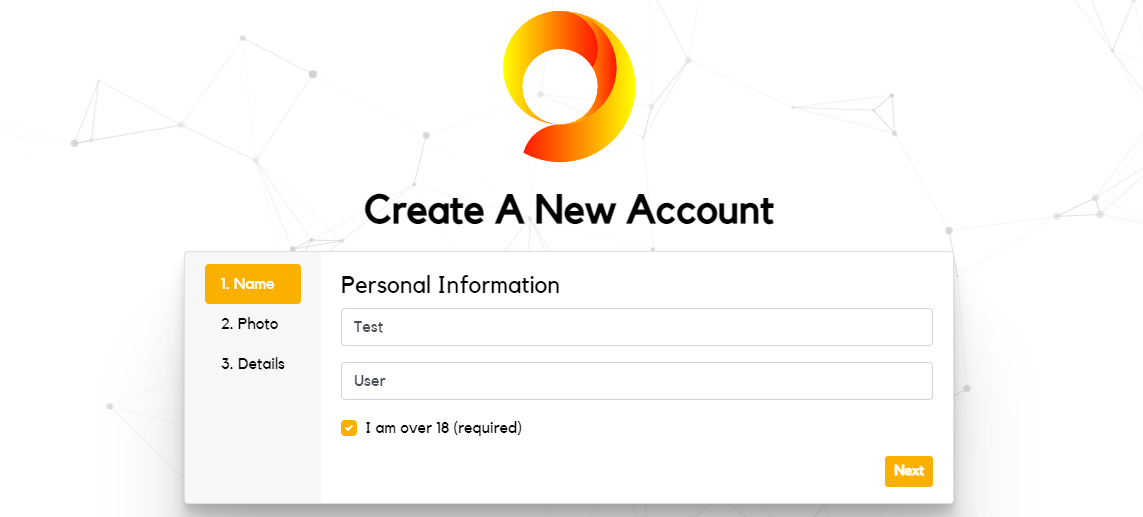 Create A New Account
1. Name
2. Photo
3. Details
Personal Information
Test
User
I am over 18 (required)
Next